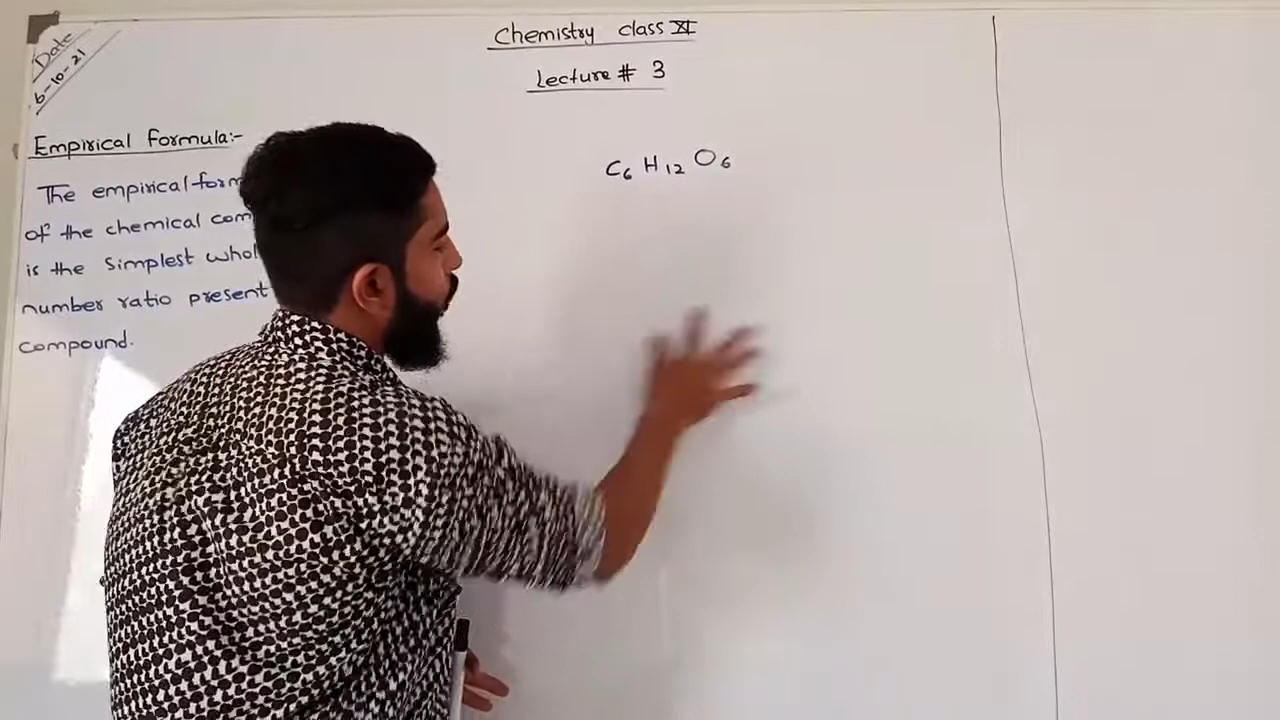 Date
6-10-21
Chemistry class XI
Lecture # 3
Empirical Formula:-
The empirical
of the chemical
is the simplest
number ratio present
compound.
C6 H12 O6